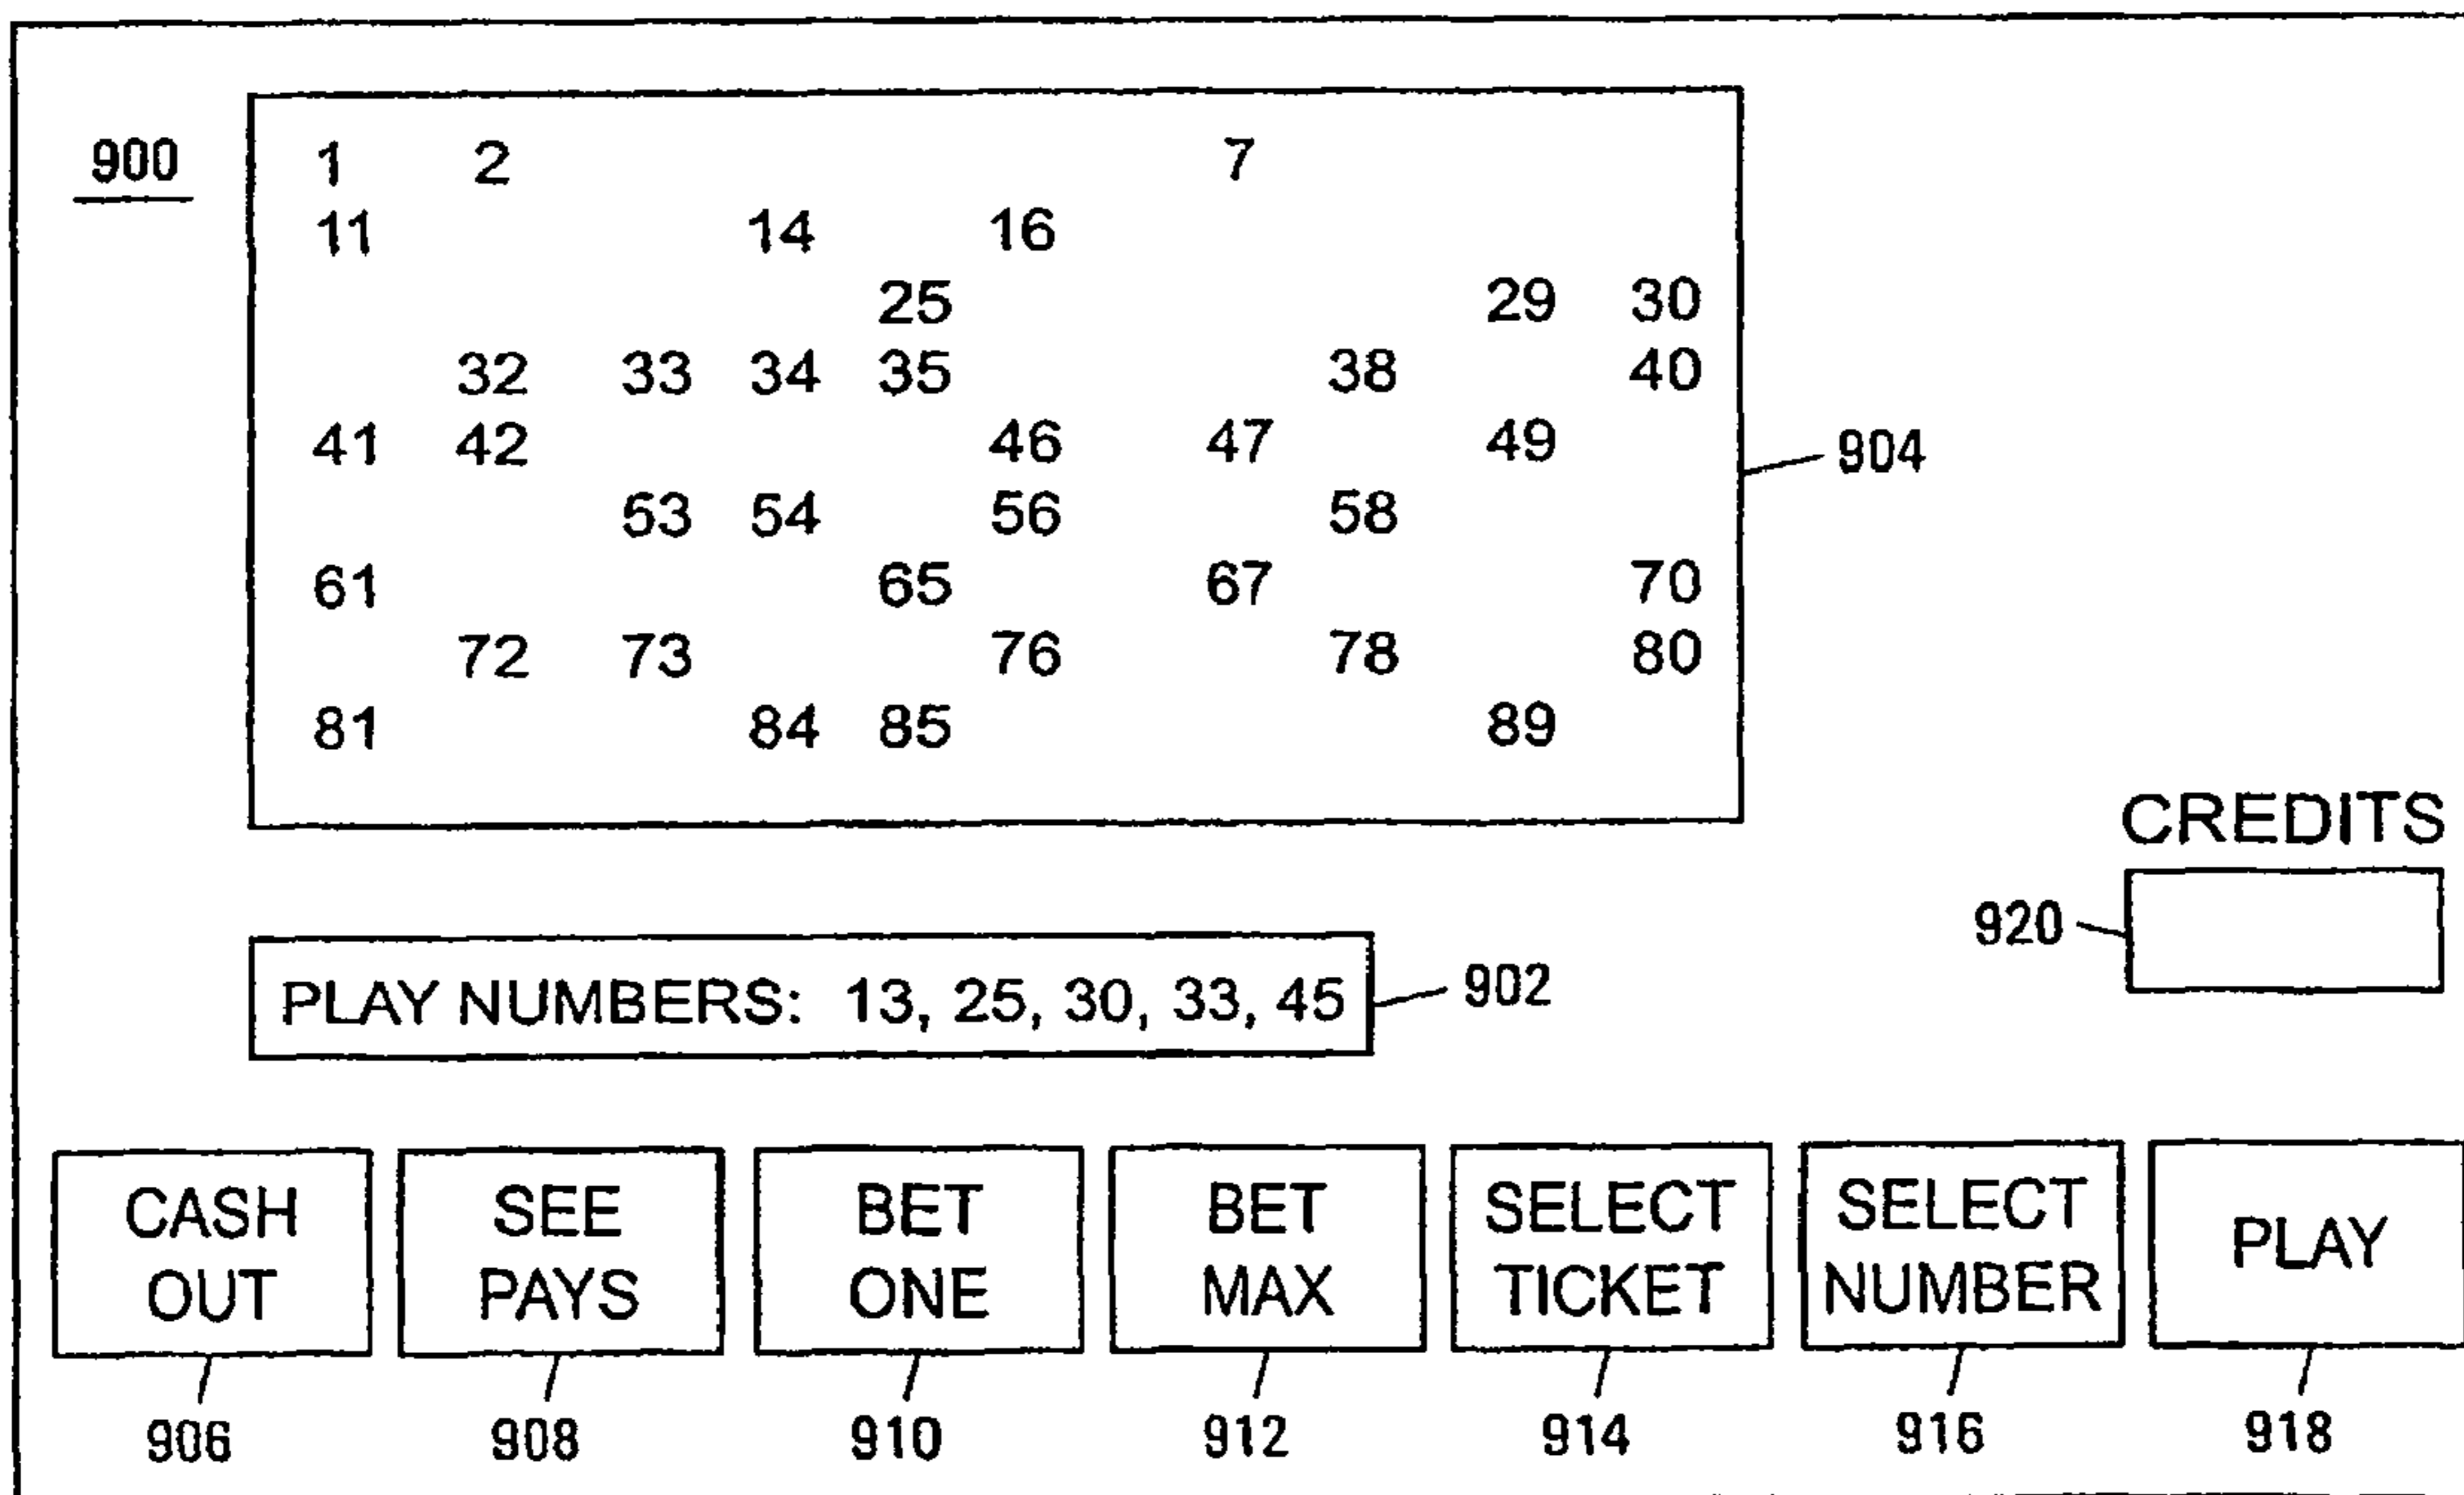 900
1 2 7
11 14 16
25 29 30
32 33 34 35 38 40
41 42 46 47 49
53 54 56 58
61 65 67 70
72 73 76 78 80
81 84 85 89
904
CREDITS
920
PLAY NUMBERS: 13, 25, 30, 33, 45
902
CASH
OUT
SEE
PAYS
BET
ONE
BET
MAX
SELECT
TICKET
SELECT
NUMBER
PLAY
906 908 910 912 914 916 918